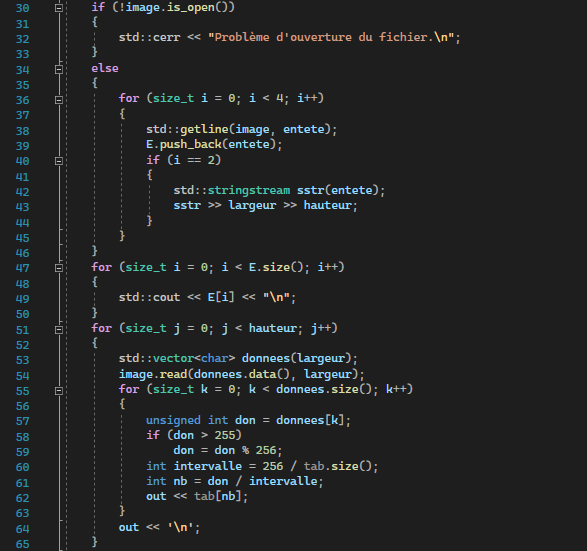 30 if (!image.is_open())
31 {
32 std::cerr << "Problème d'ouverture du fichier.\n";
33 }
34 else
35 {
36 for (size_t i = 0; i < 4; i++)
37 {
38 std::getline(image, entete);
39 E.push_back(entete);
40 if (i == 2)
41 {
42 std::stringstream sstr(entete);
43 sstr >> largeur >> hauteur;
44 }
45 }
46 }
47 for (size_t i = 0; i < E.size(); i++)
48 {
49 std::cout << E[i] << "\n";
50 }
51 for (size_t j = 0; j < hauteur; j++)
52 {
53 std::vector<char> donnees(largeur);
54 image.read(donnees.data(), largeur);
55 for (size_t k = 0; k < donnees.size(); k++)
56 {
57 unsigned int don = donnees[k];
58 if (don > 255)
59 don = don % 256;
60 int intervalle = 256 / tab.size();
61 int nb = don / intervalle;
62 out << tab[nb];
63 }
64 out << '\n';
65 }